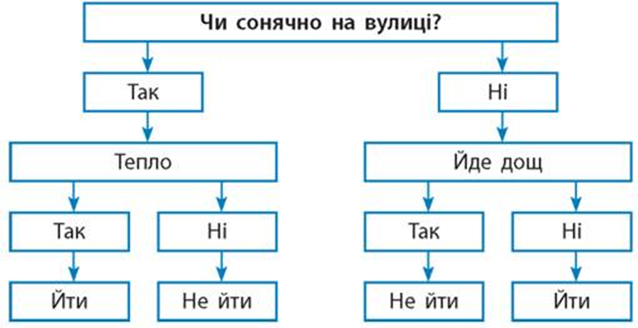 Чи сонячно на вулиці?
Так
Ні
Тепло
Йде дощ
Так
Ні
Так
Ні
Йти
Не йти
Не йти
Йти